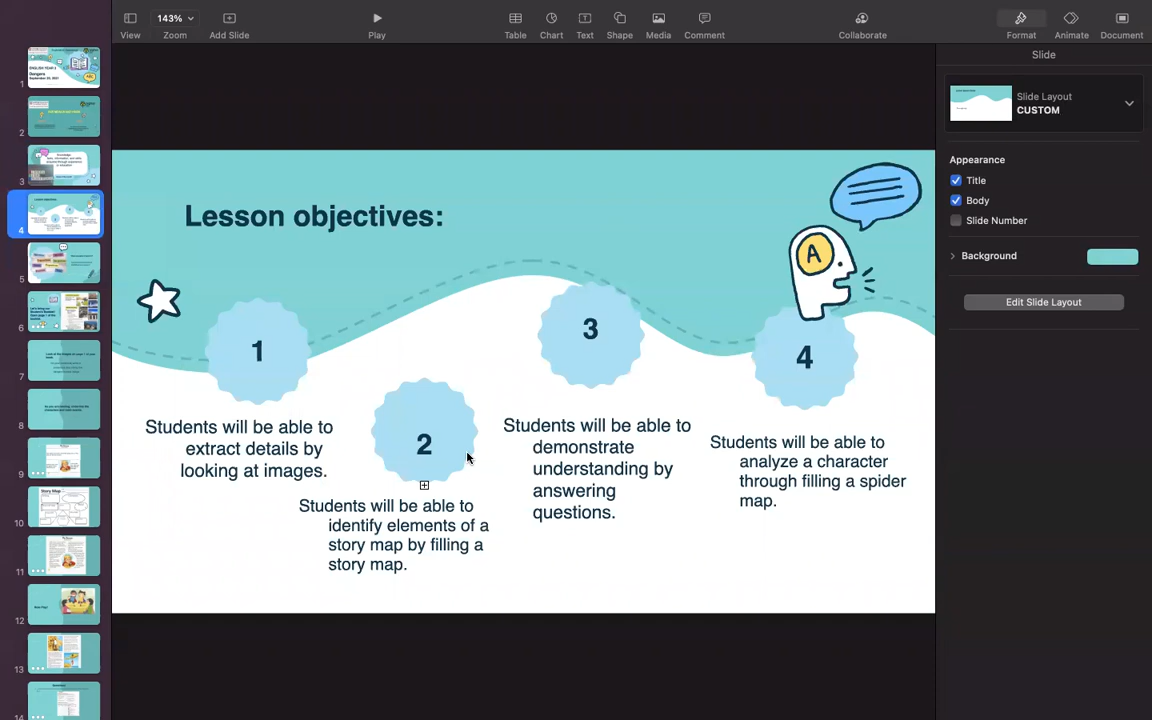 143%
View
Zoom
Add Slide
Play
Table
Chart
Text
Shape
Media
Comment
Collaborate
Format
Animate
Document
Slide
Slide Layout
CUSTOM
Appearance
Title
Body
Slide Number
Background
Edit Slide Layout
1
2
3
4
5
6
7
8
9
10
11
12
13
14
ENGLISH YEAR 3
Story Map
Lesson objectives:
A
1
Students will be able to
extract details by
looking at images.
2
Students will be able to
identify elements of a
story map by filling a
story map.
3
Students will be able to
demonstrate
understanding by
answering
questions.
4
Students will be able to
analyze a character
through filling a spider
map.